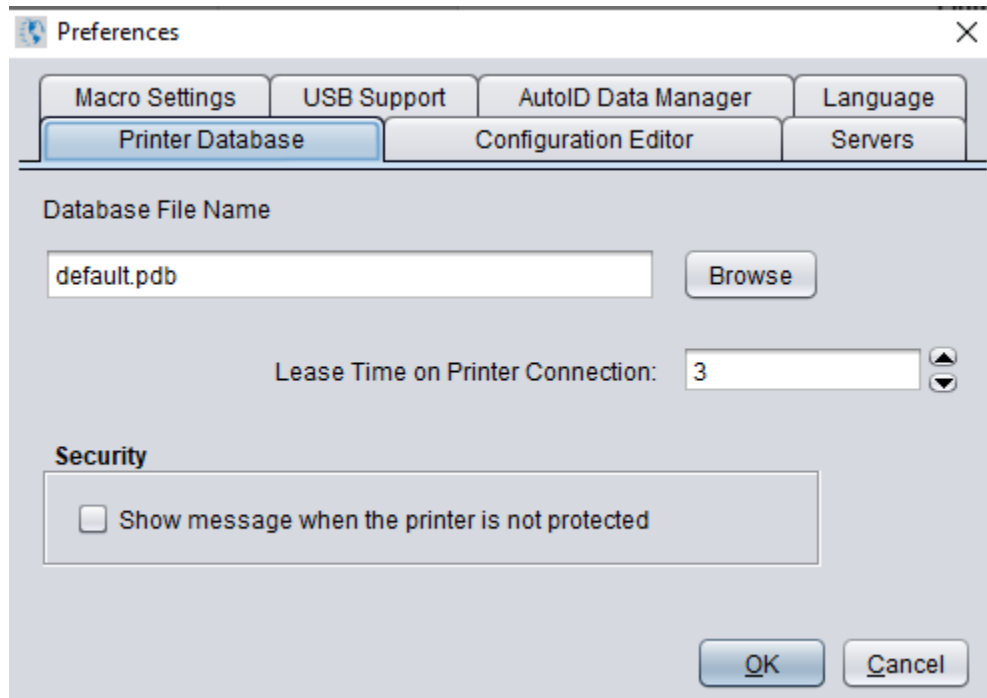 Preferences
Macro Settings USB Support AutoID Data Manager Language
Printer Database Configuration Editor Servers
Database File Name
default.pdb Browse
Lease Time on Printer Connection: 3
Security
Show message when the printer is not protected
OK Cancel